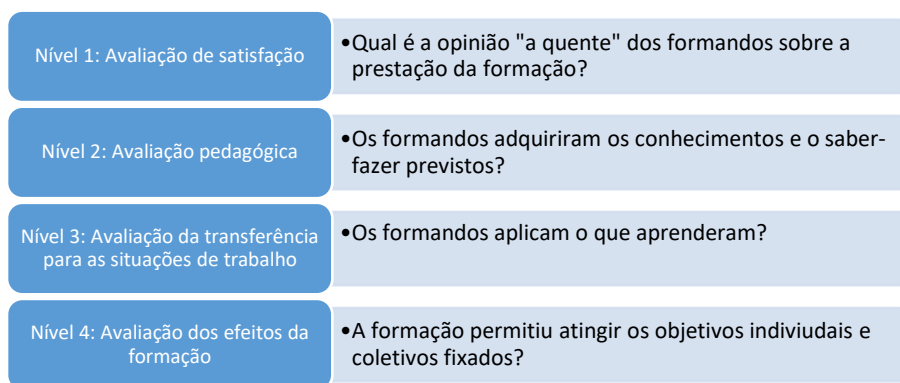 Nível 1: Avaliação de satisfação
•Qual é a opinião "a quente" dos formandos sobre a
prestação da formação?
Nível 2: Avaliação pedagógica
•Os formandos adquiriram os conhecimentos e o saber-
fazer previstos?
Nível 3: Avaliação da transferência
para as situações de trabalho
•Os formandos aplicam o que aprenderam?
Nível 4: Avaliação dos efeitos da
formação
•A formação permitiu atingir os objetivos indiviudais e
coletivos fixados?